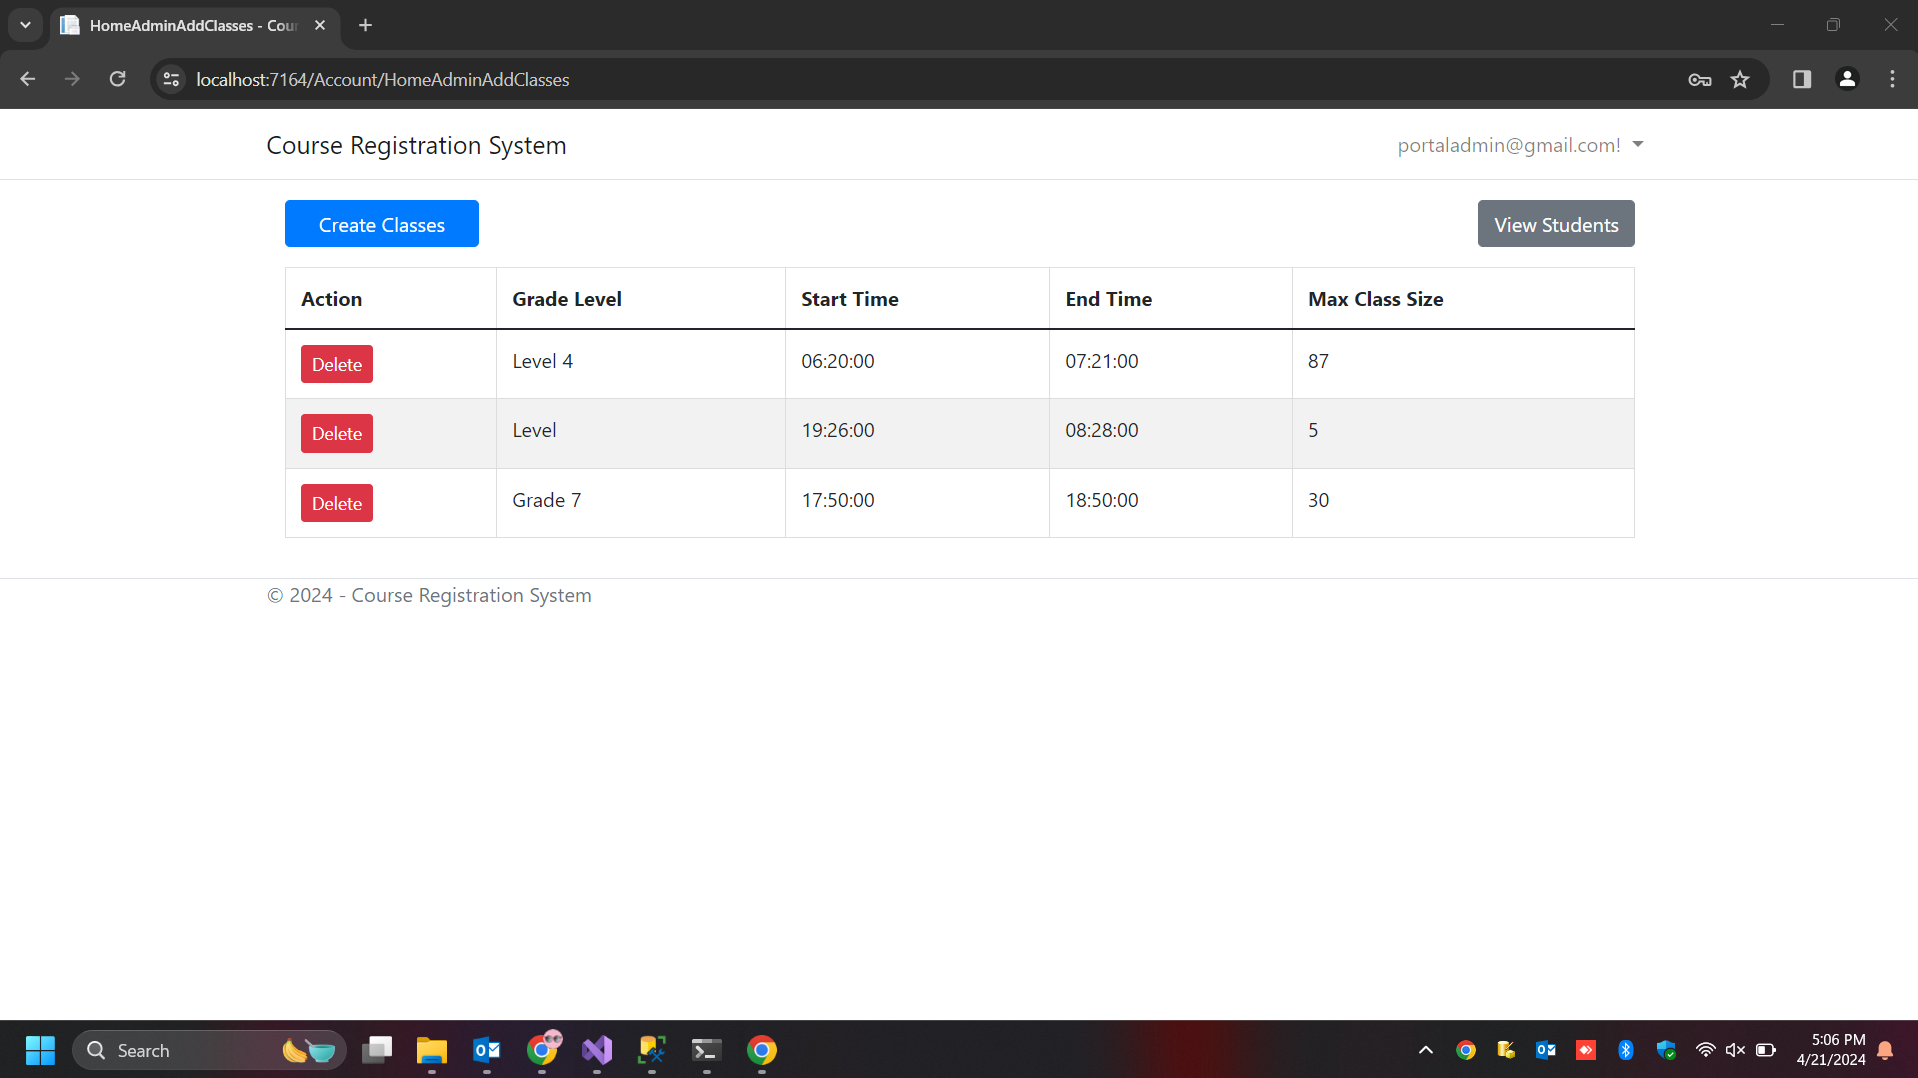 HomeAdminAddClasses - Cour
localhost:7164/Account/HomeAdminAddClasses
Course Registration System
portaladmin@gmail.com!
Create Classes
View Students
Action Grade Level Start Time End Time Max Class Size
Delete Level 4 06:20:00 07:21:00 87
Delete Level 19:26:00 08:28:00 5
Delete Grade 7 17:50:00 18:50:00 30
© 2024 - Course Registration System
Search
5:06 PM
4/21/2024